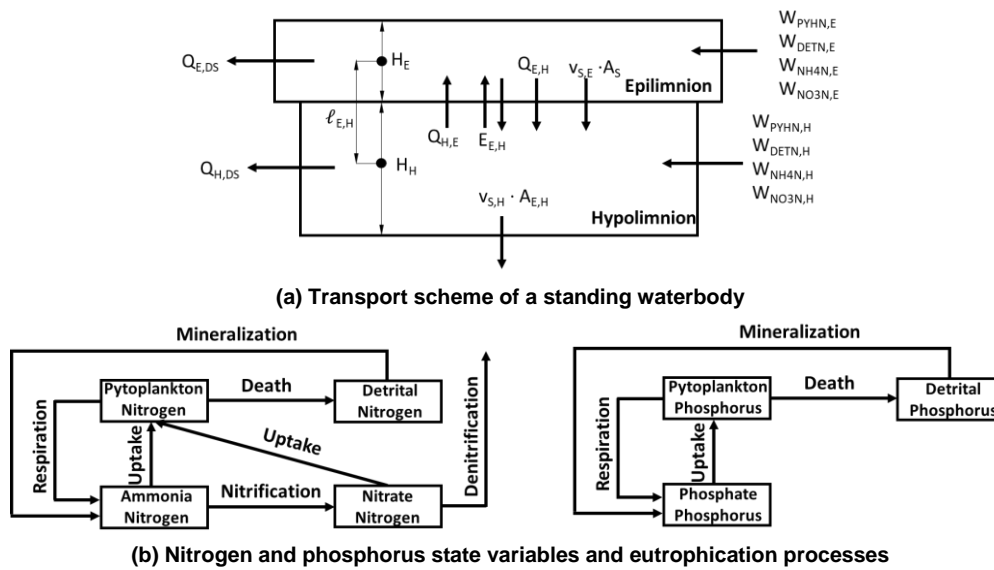 Q_E,DS
H_E
Q_E,H
v_S,E · A_S
Epilimnion
W_PYHN,E
W_DETN,E
W_NH4N,E
W_NO3N,E
ℓ_E,H
Q_H,E
E_E,H
Q_H,DS
H_H
v_S,H · A_E,H
Hypolimnion
W_PYHN,H
W_DETN,H
W_NH4N,H
W_NO3N,H
(a) Transport scheme of a standing waterbody
Mineralization
Pytoplankton
Nitrogen
Death
Detrital
Nitrogen
Respiration
Uptake
Uptake
Denitrification
Ammonia
Nitrogen
Nitrification
Nitrate
Nitrogen
Mineralization
Pytoplankton
Phosphorus
Death
Detrital
Phosphorus
Respiration
Uptake
Phosphate
Phosphorus
(b) Nitrogen and phosphorus state variables and eutrophication processes